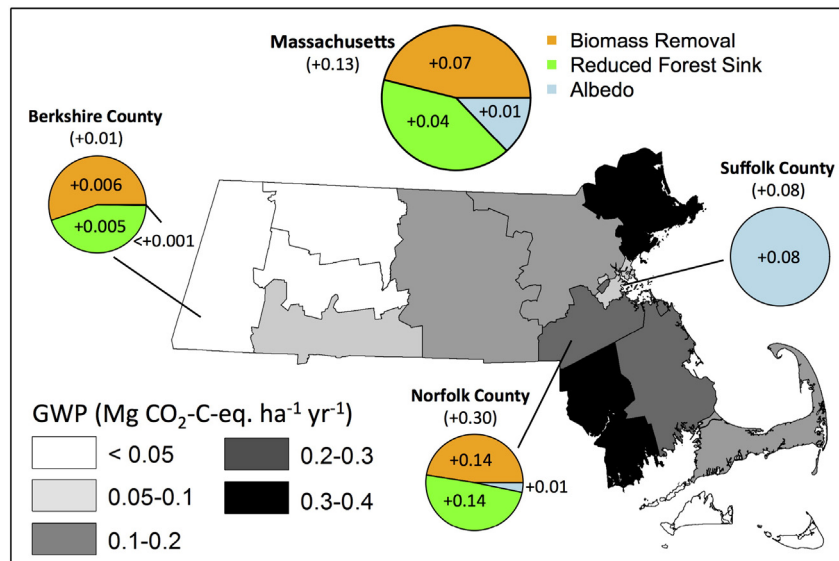 Massachusetts
(+0.13)
+0.07
+0.04
+0.01
Biomass Removal
Reduced Forest Sink
Albedo
Berkshire County
(+0.01)
+0.006
+0.005
<+0.001
Suffolk County
(+0.08)
+0.08
Norfolk County
(+0.30)
+0.14
+0.14
+0.01
GWP (Mg CO₂-C-eq. ha⁻¹ yr⁻¹)
< 0.05
0.05-0.1
0.1-0.2
0.2-0.3
0.3-0.4